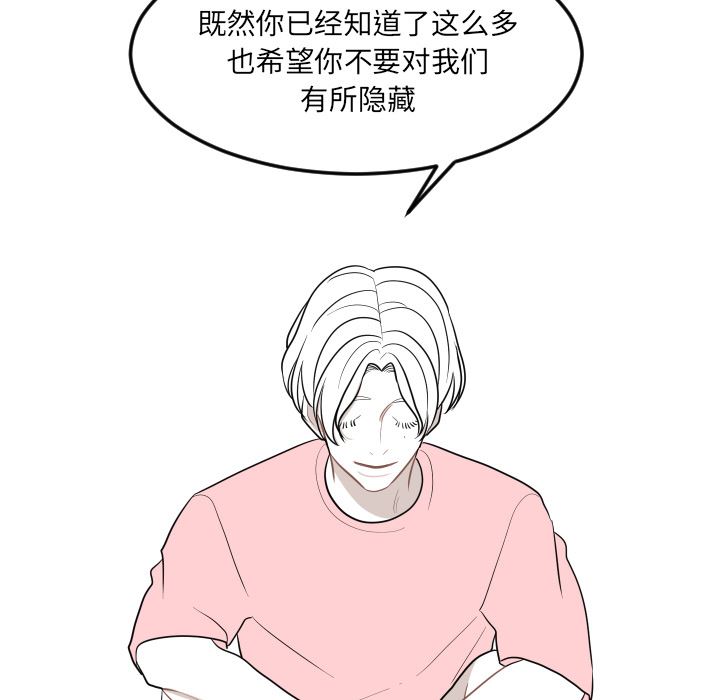 既然你已经知道了这么多
也希望你不要对我们
有所隐藏